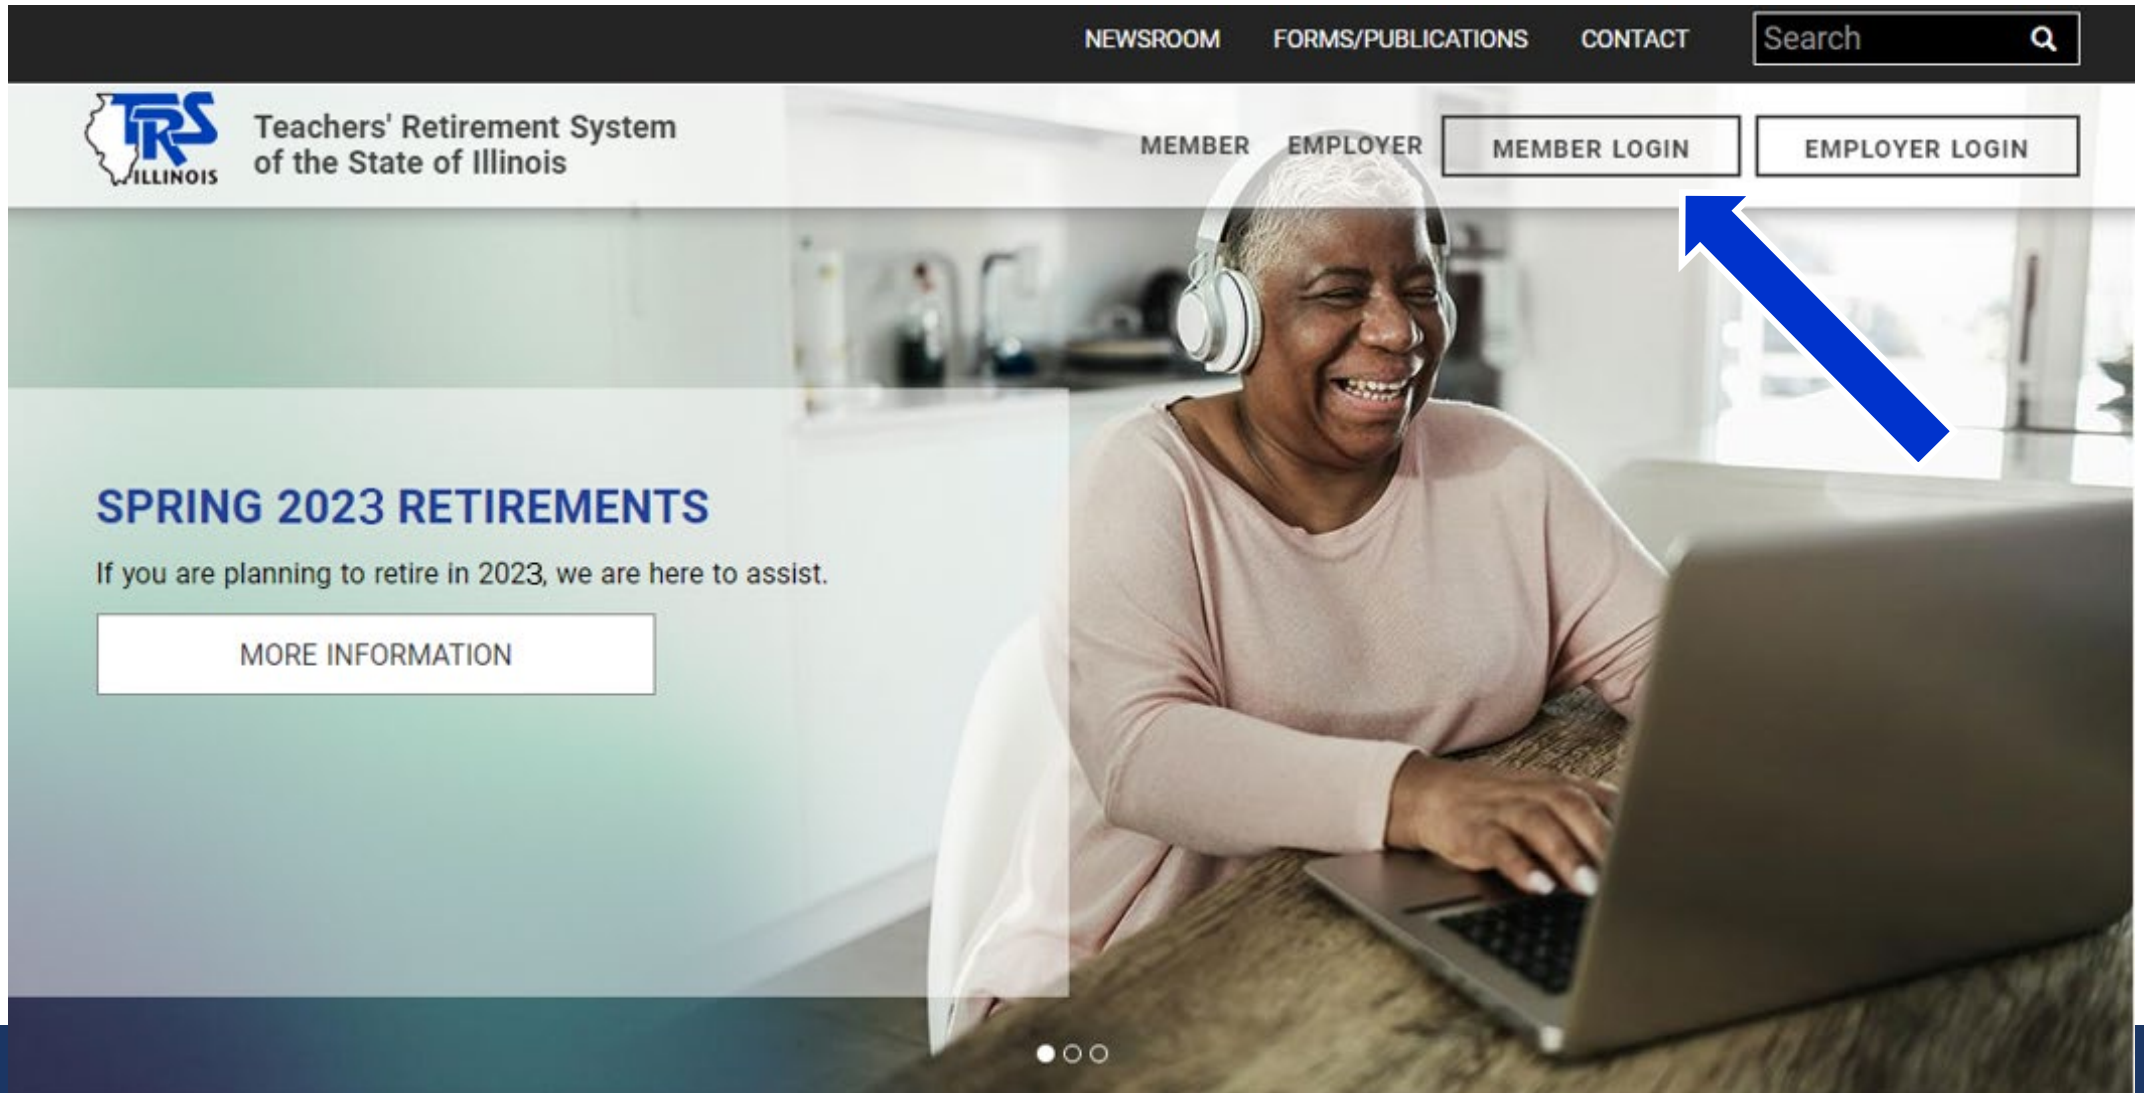 NEWSROOM FORMS/PUBLICATIONS CONTACT Search
TRS
ILLINOIS
Teachers' Retirement System
of the State of Illinois
MEMBER EMPLOYER MEMBER LOGIN EMPLOYER LOGIN
SPRING 2023 RETIREMENTS
If you are planning to retire in 2023, we are here to assist.
MORE INFORMATION